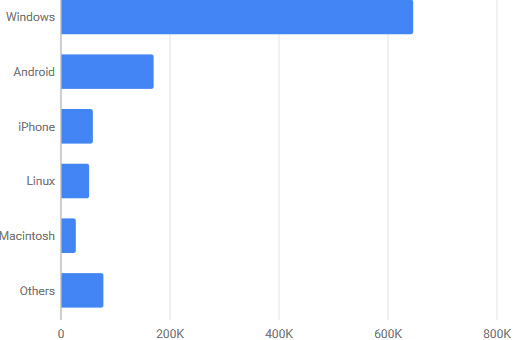 Windows
Android
iPhone
Linux
Macintosh
Others
0 200K 400K 600K 800K